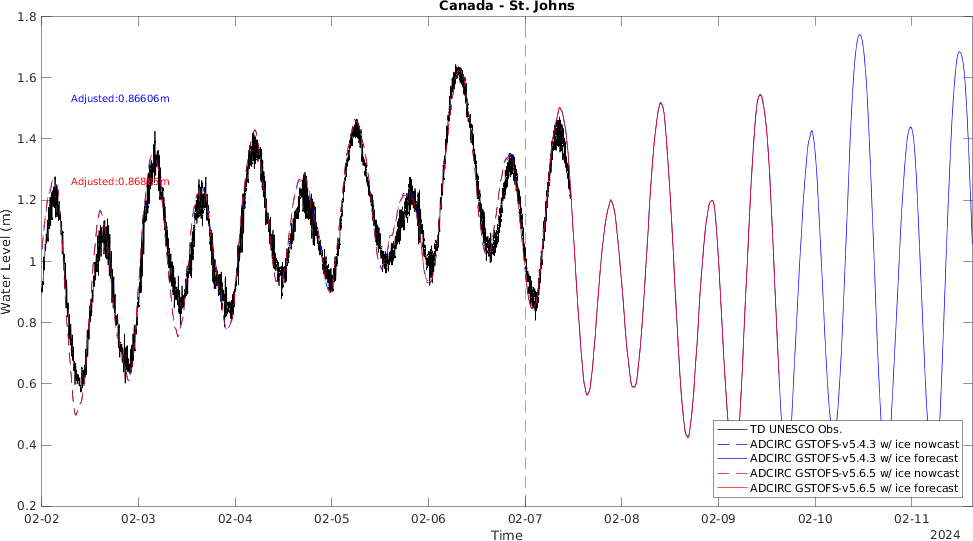 Canada - St. Johns
1.8
1.6
1.4
1.2
1
0.8
0.6
0.4
0.2
Water Level (m)
Adjusted:0.86606m
TD UNESCO Obs.
ADCIRC GSTOFS-v5.4.3 w/ ice nowcast
ADCIRC GSTOFS-v5.4.3 w/ ice forecast
ADCIRC GSTOFS-v5.6.5 w/ ice nowcast
ADCIRC GSTOFS-v5.6.5 w/ ice forecast
02-02 02-03 02-04 02-05 02-06 02-07 02-08 02-09 02-10 02-11
Time
2024